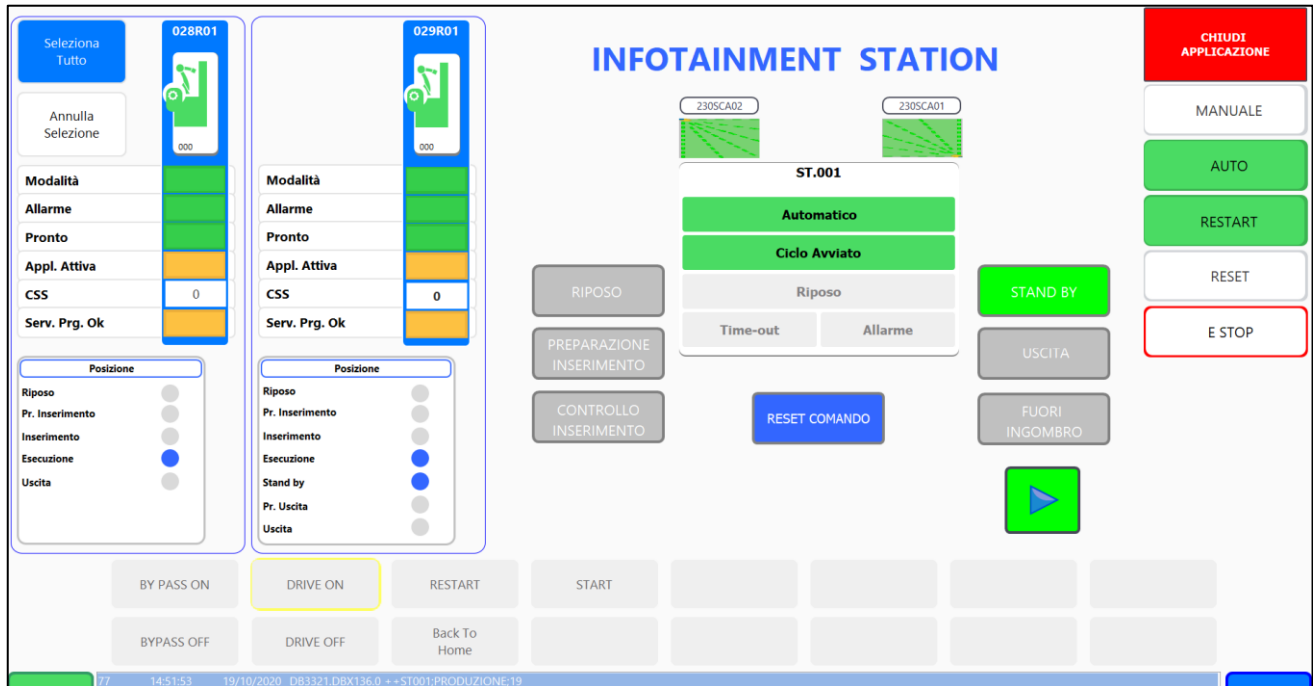 Seleziona
Tutto
Annulla
Selezione
028R01
000
Modalità
Allarme
Pronto
Appl. Attiva
CSS
0
Serv. Prg. Ok
Posizione
Riposo
Pr. Inserimento
Inserimento
Esecuzione
Uscita
029R01
000
Modalità
Allarme
Pronto
Appl. Attiva
CSS
0
Serv. Prg. Ok
Posizione
Riposo
Pr. Inserimento
Inserimento
Esecuzione
Stand by
Pr. Uscita
Uscita
INFOTAINMENT STATION
230SCA02
230SCA01
ST.001
Automatico
Ciclo Avviato
Riposo
Time-out
Allarme
RIPOSO
PREPARAZIONE
INSERIMENTO
CONTROLLO
INSERIMENTO
RESET COMANDO
STAND BY
USCITA
FUORI
INGOMBRO
CHIUDI
APPLICAZIONE
MANUALE
AUTO
RESTART
RESET
E STOP
BY PASS ON
DRIVE ON
RESTART
START
BYPASS OFF
DRIVE OFF
Back To
Home
77 14:51:53 19/10/2020 DB3321.DBX136.0 ++ST001;PRODUZIONE;19